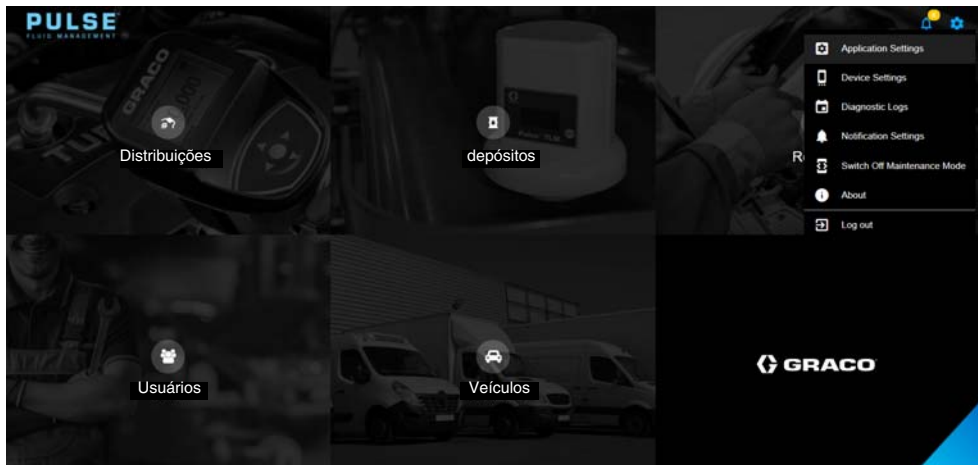 PULSE
FLUID MANAGEMENT
GRACO
Distribuições
depósitos
Application Settings
Device Settings
Diagnostic Logs
Notification Settings
Switch Off Maintenance Mode
About
Log out
Usuários
Veículos
GRACO